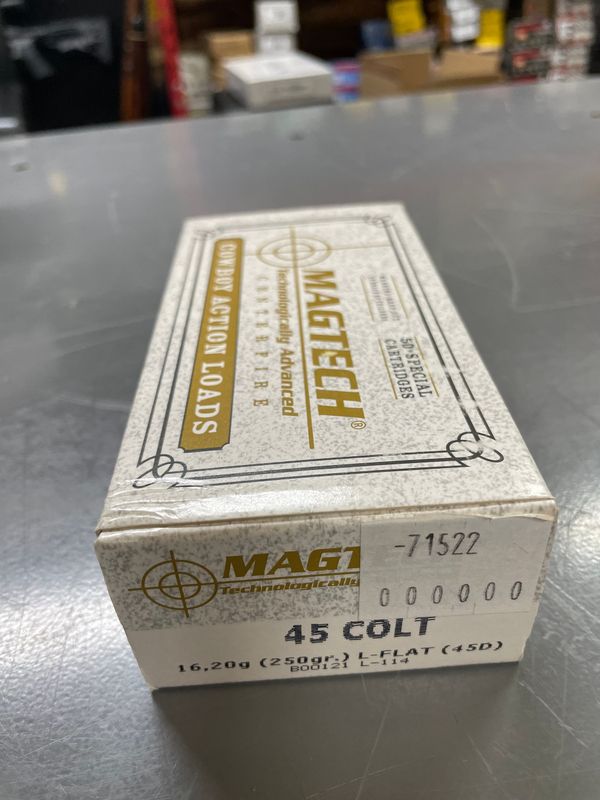 COWBOY ACTION LOADS
MAGTECH®
Technologically Advanced
CENTERFIRE
50-SPECIAL
CARTRIDGES
MAGT
Technologically
-71522
000000
45 COLT
16,20g (250gr.) L-FLAT (45D)
B00121 L-114